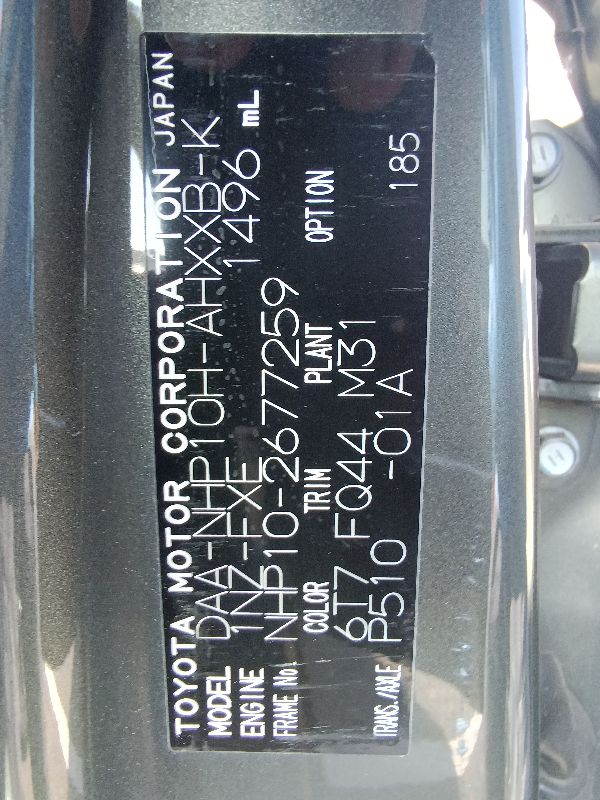 TOYOTA MOTOR CORPORATION JAPAN
MODEL DAA-NHP10H-AHXXB-K
ENGINE 1NZ-FXE 1496 mL
FRAME No. NHP10-2677259
COLOR TRIM PLANT OPTION
6T7 FQ44 M31
TRANS./AXLE P510 -01A 185